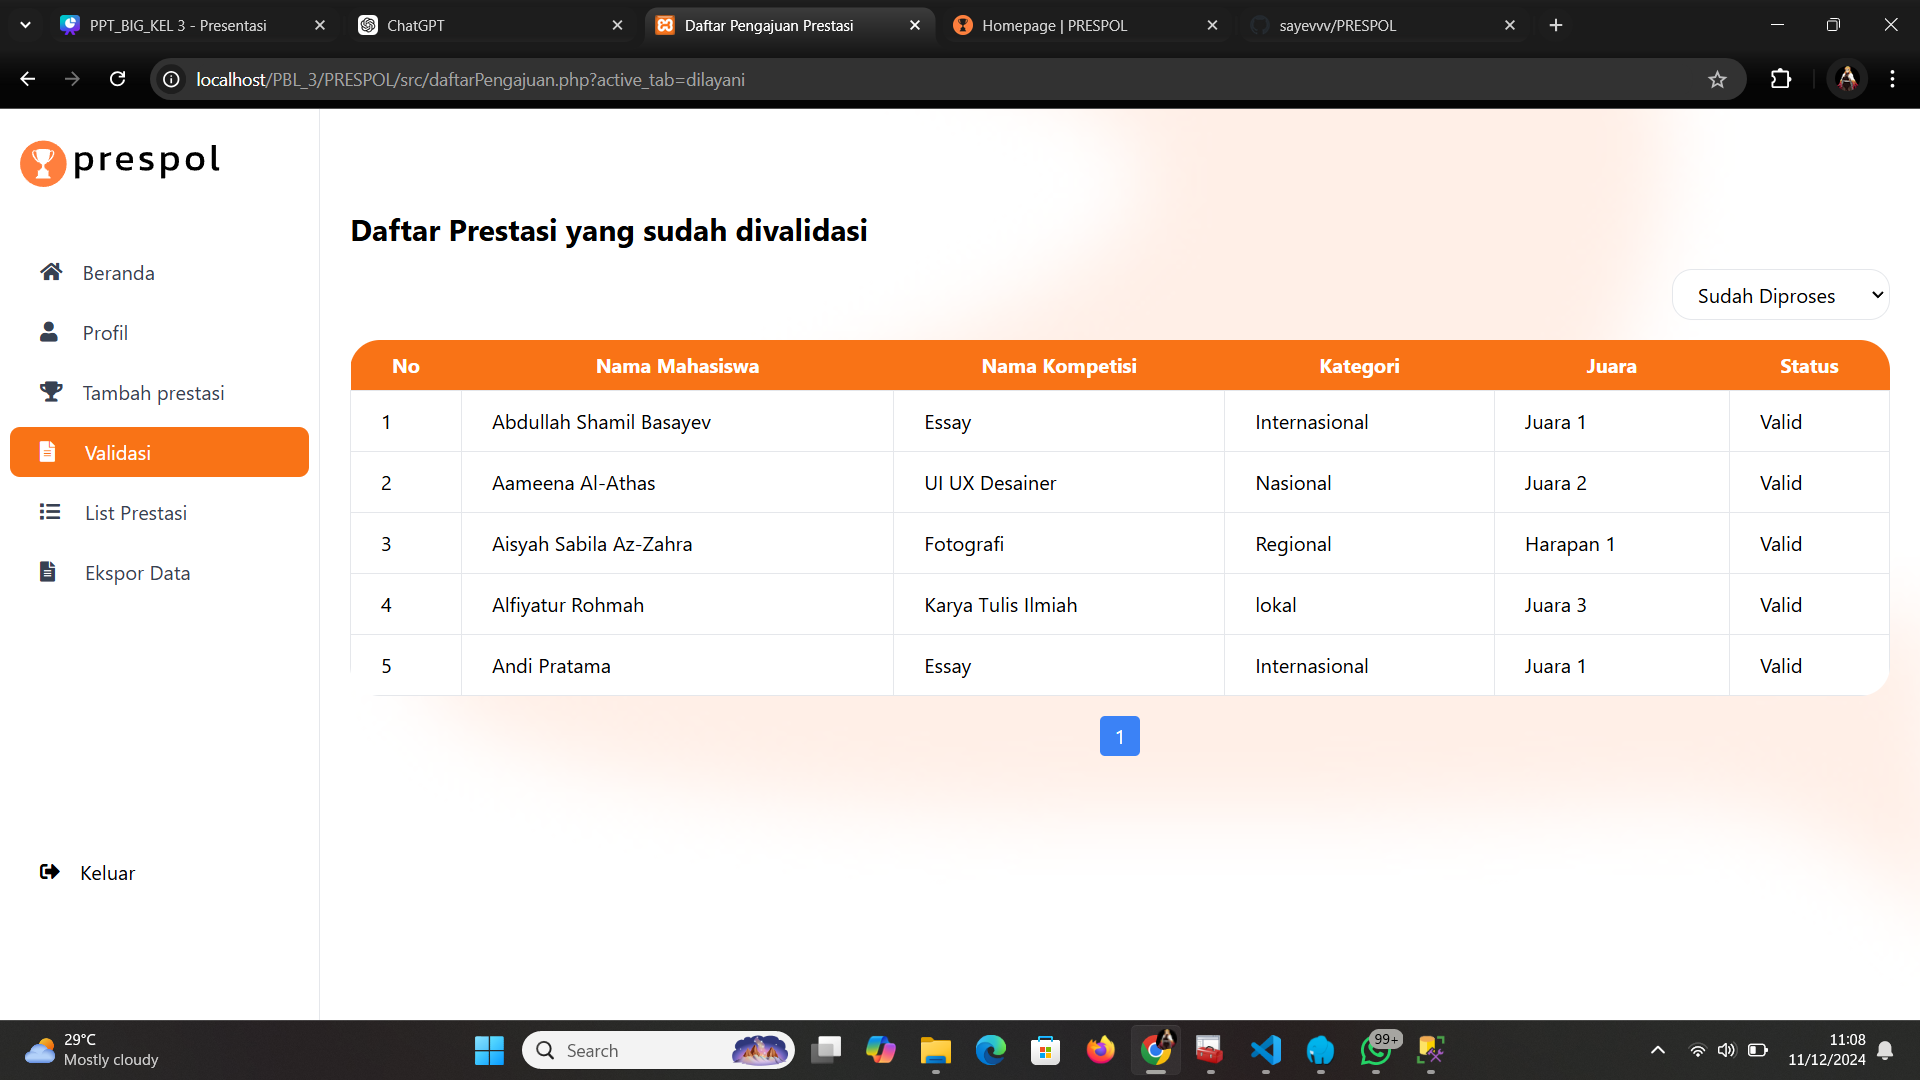 PPT_BIG_KEL 3 - Presentasi
ChatGPT
Daftar Pengajuan Prestasi
Homepage | PRESPOL
sayevvv/PRESPOL
localhost/PBL_3/PRESPOL/src/daftarPengajuan.php?active_tab=dilayani
prespol
Beranda
Profil
Tambah prestasi
Validasi
List Prestasi
Ekspor Data
Keluar
Daftar Prestasi yang sudah divalidasi
Sudah Diproses
No Nama Mahasiswa Nama Kompetisi Kategori Juara Status
1 Abdullah Shamil Basayev Essay Internasional Juara 1 Valid
2 Aameena Al-Athas UI UX Desainer Nasional Juara 2 Valid
3 Aisyah Sabila Az-Zahra Fotografi Regional Harapan 1 Valid
4 Alfiyatur Rohmah Karya Tulis Ilmiah lokal Juara 3 Valid
5 Andi Pratama Essay Internasional Juara 1 Valid
1
29°C
Mostly cloudy
Search
99+
11:08
11/12/2024